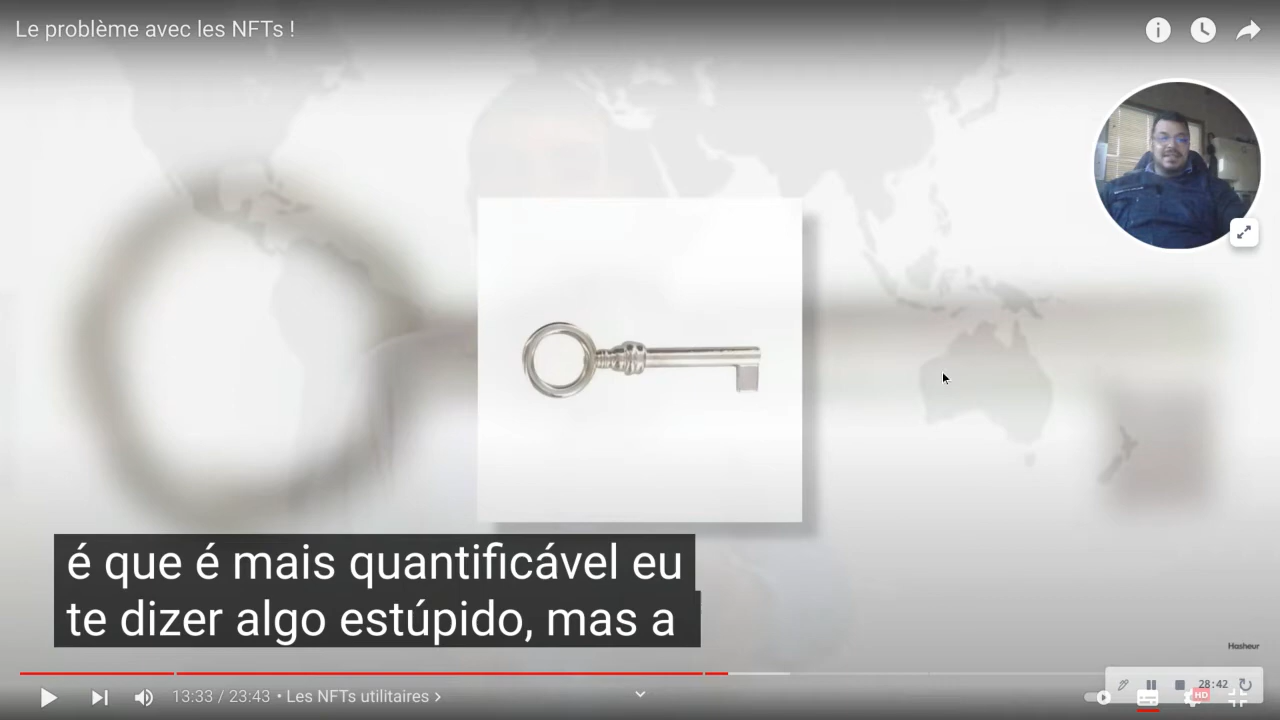 Le problème avec les NFTs !
é que é mais quantificável eu
te dizer algo estúpido, mas a
Hasheur
13:33 / 23:43 • Les NFTs utilitaires >
28:42
HD